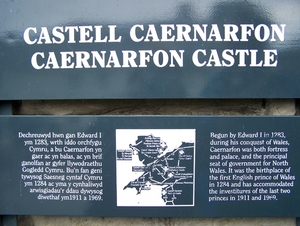 CASTELL CAERNARFON
CAERNARFON CASTLE
Dechreuwyd hwn gan Edward I
ym 1283, wrth iddo orchfygu
Cymru, a bu Caernarfon yn
gaer ac yn balas, ac yn brif
ganolfan ar gyfer llywodraethu
Gogledd Cymru. Bu'n fan geni
tywysog Saesnig cyntaf Cymru
ym 1284 ac yma y cynhaliwyd
arwisgiadau'r ddau dywysog
diwethaf ym 1911 a 1969.
Begun by Edward I in 1283,
during his conquest of Wales,
Caernarfon was both fortress
and palace, and the principal
seat of government for North
Wales. It was the birthplace of
the first English prince of Wales
in 1284 and has accommodated
the investitures of the last two
princes in 1911 and 1969.